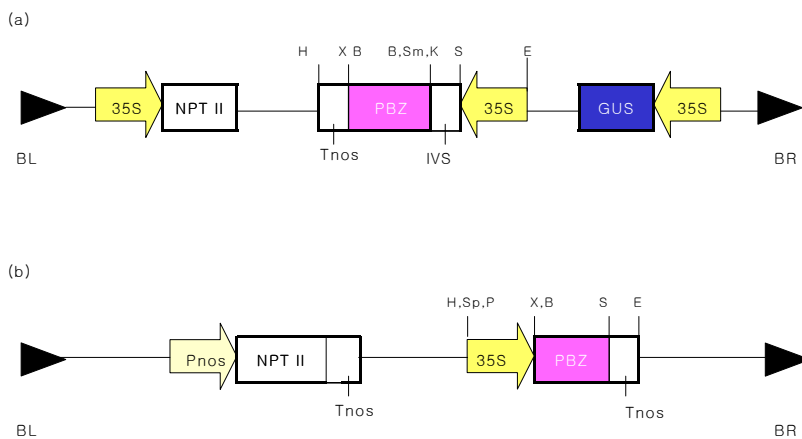 (a)
H X B B,Sm,K S E
35S NPT II PBZ 35S GUS 35S
Tnos IVS
BL BR
(b)
H,Sp,P X,B S E
Pnos NPT II 35S PBZ
Tnos Tnos
BL BR